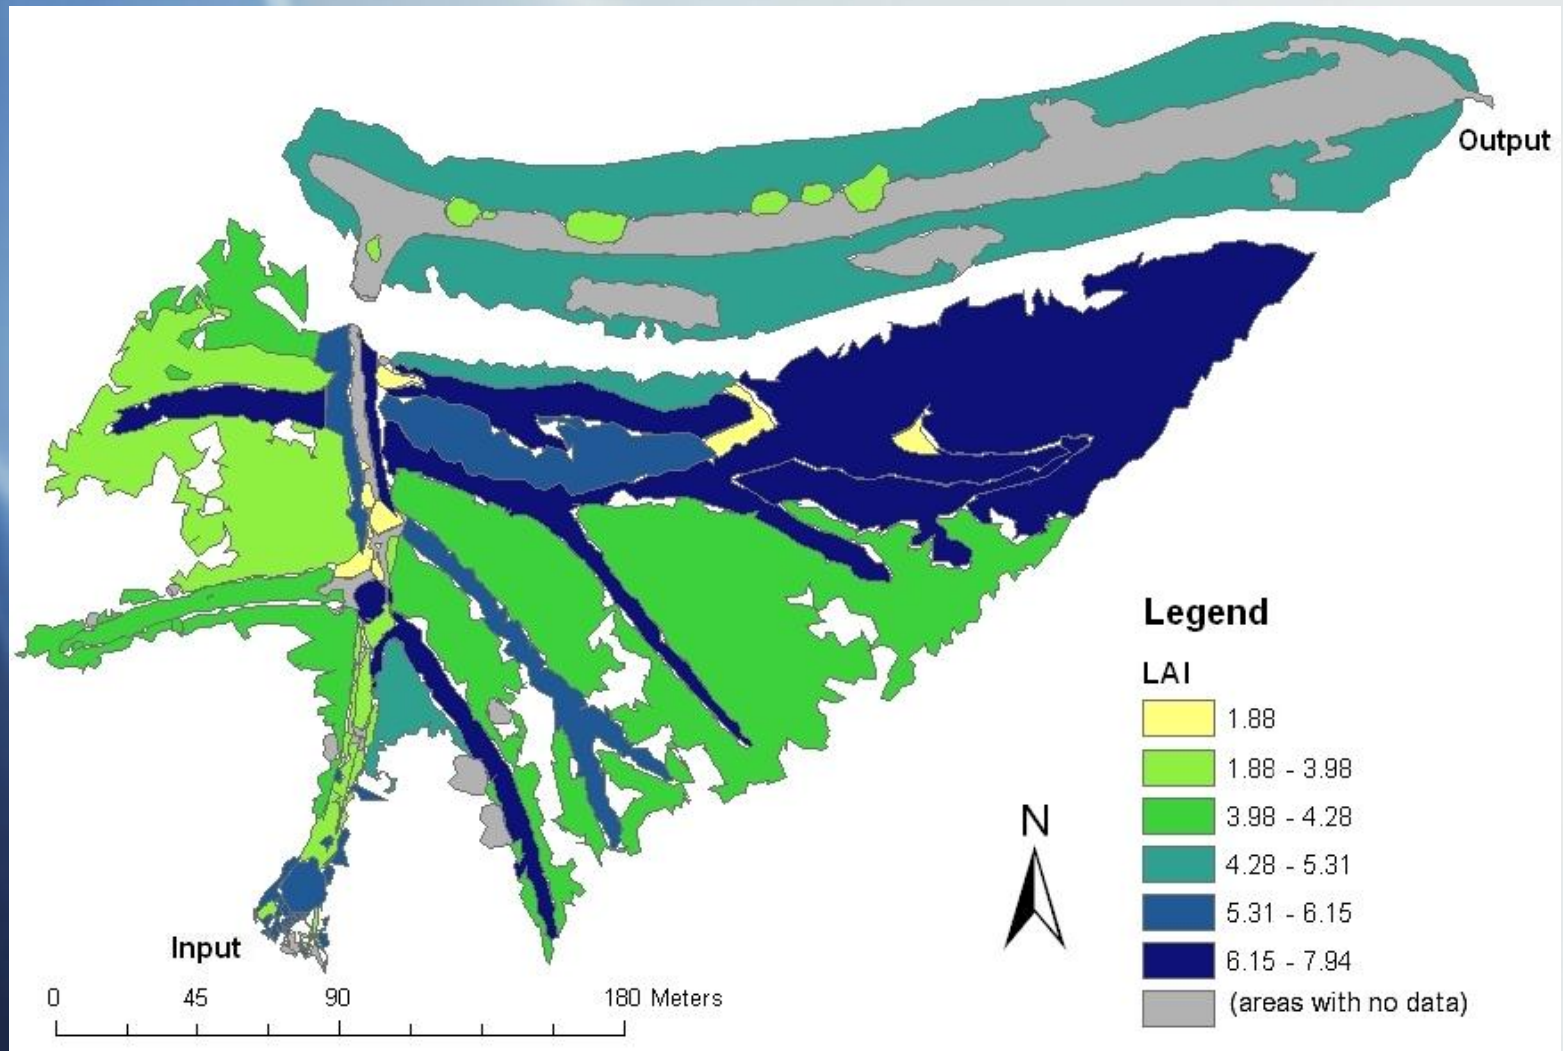 Output
Legend
LAI
1.88
1.88 - 3.98
3.98 - 4.28
4.28 - 5.31
5.31 - 6.15
6.15 - 7.94
(areas with no data)
N
Input
0 45 90 180 Meters